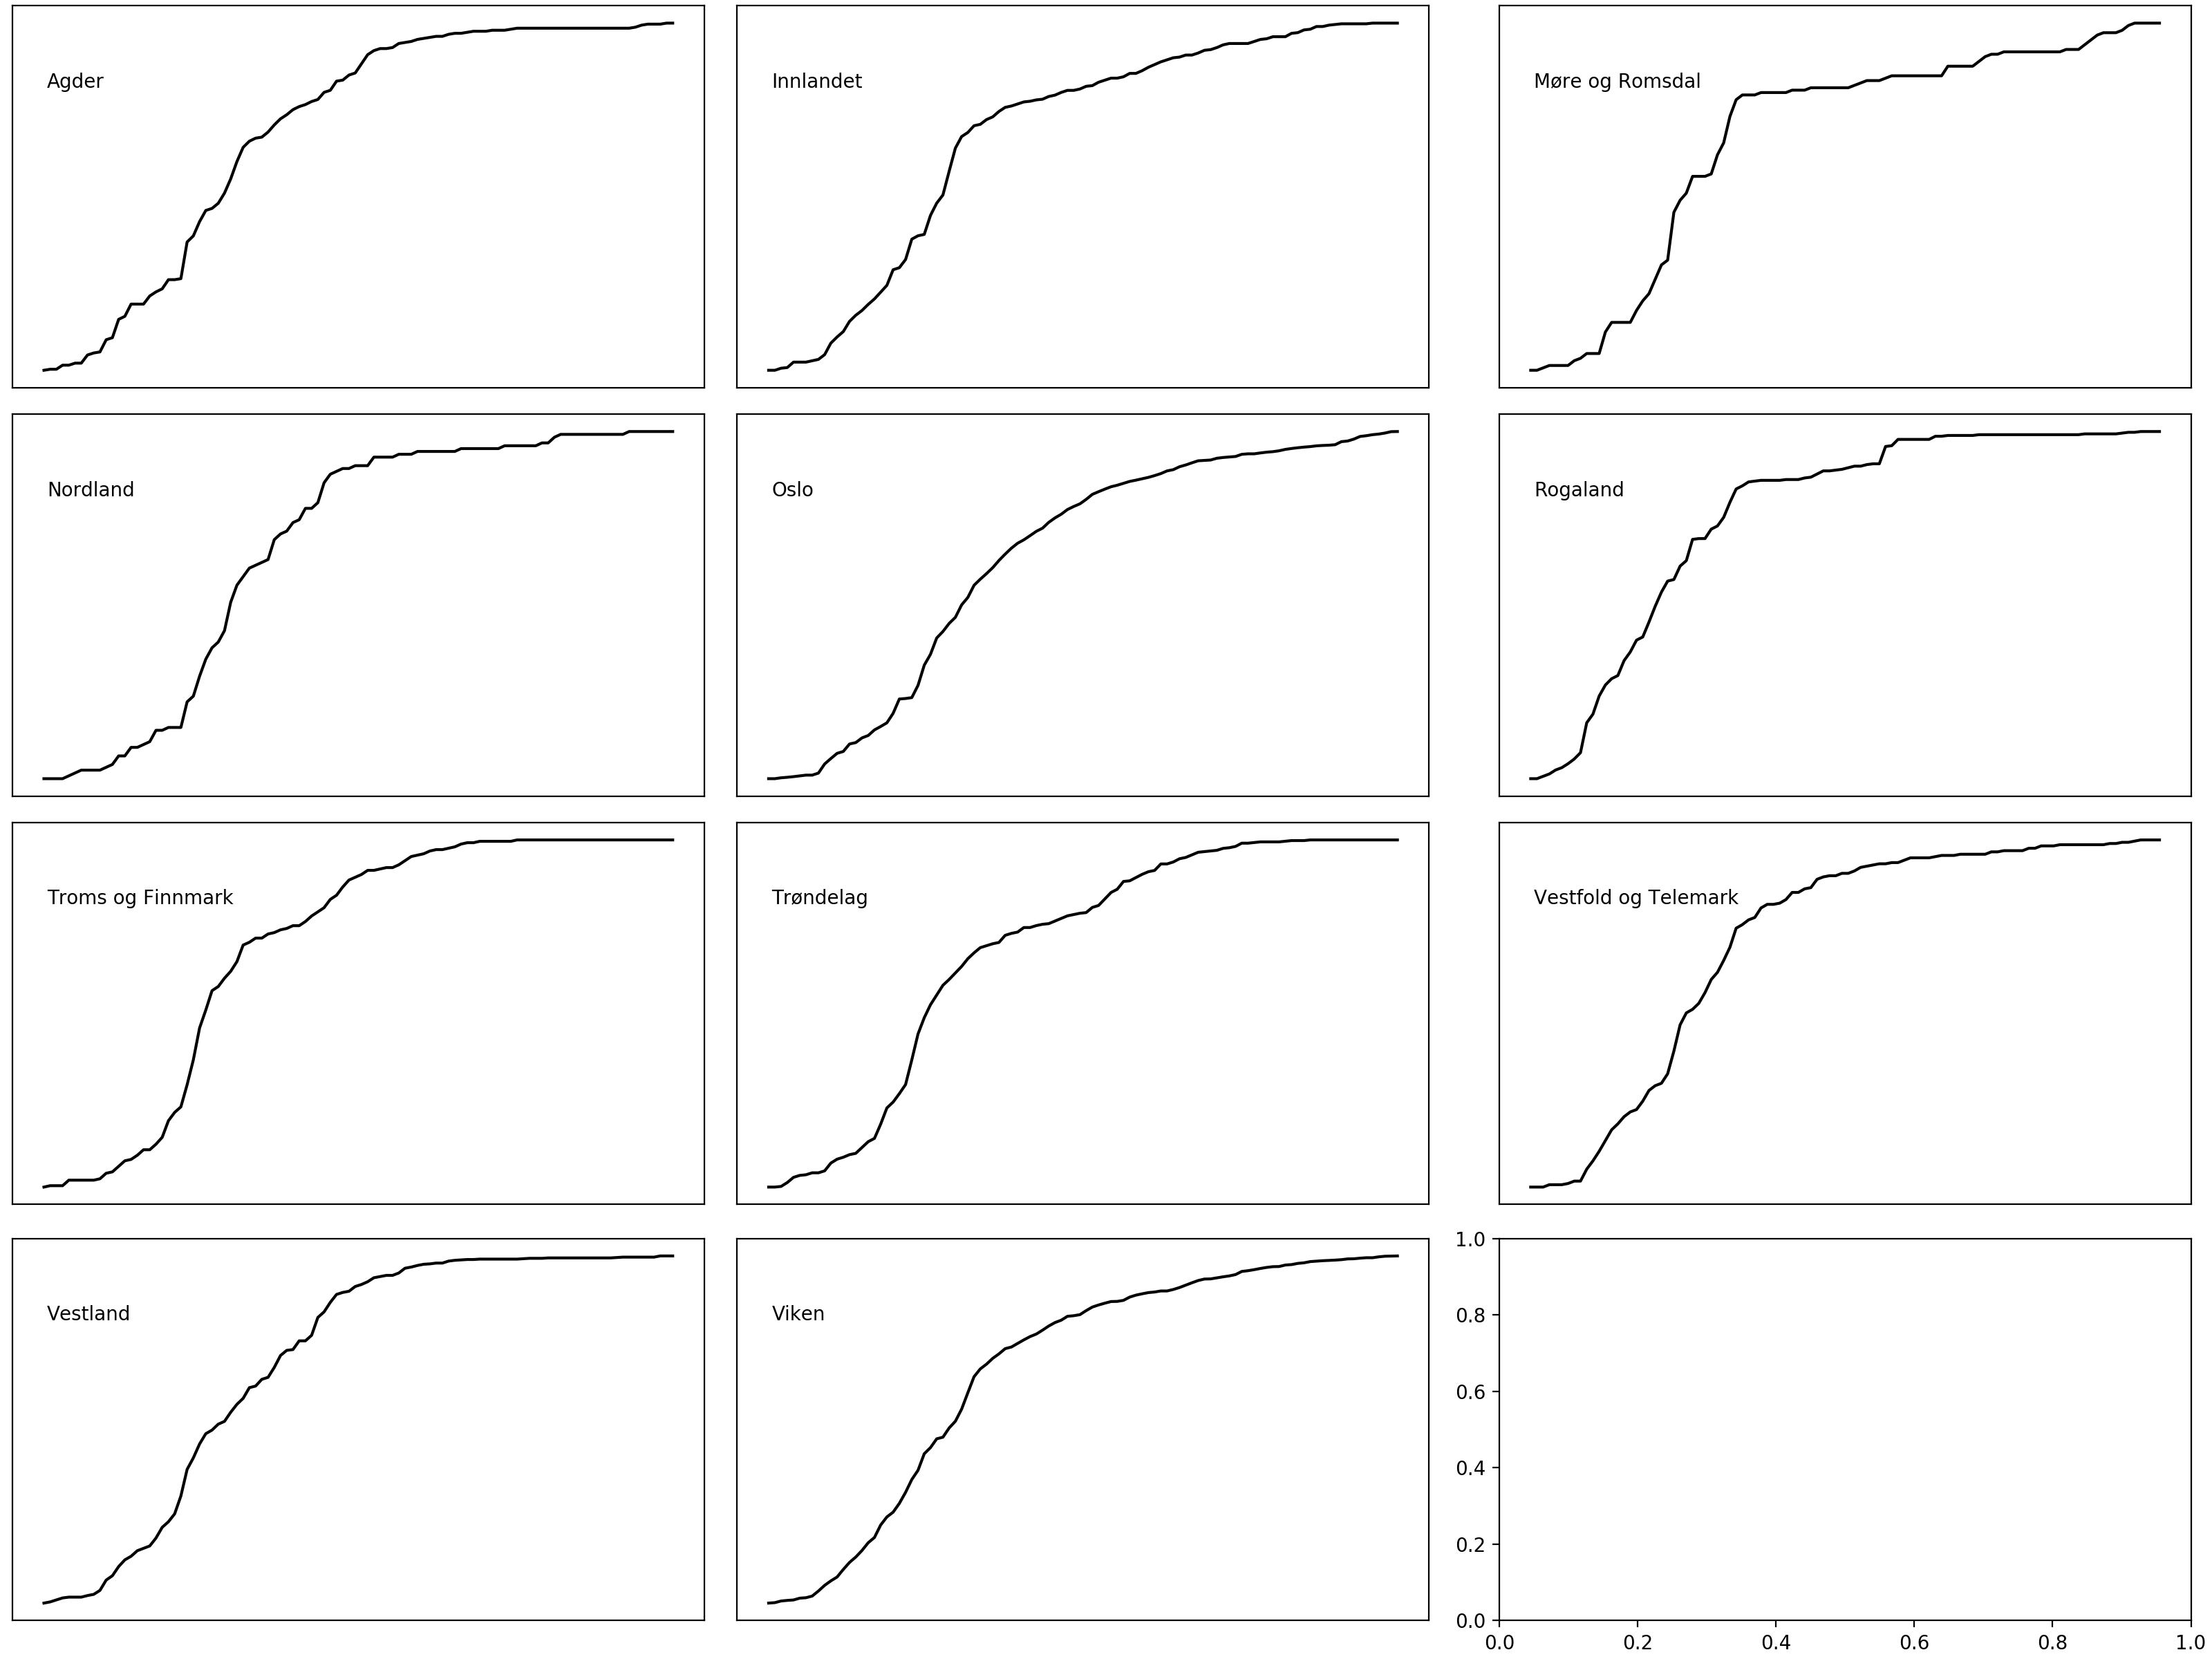 Agder
Innlandet
Møre og Romsdal
Nordland
Oslo
Rogaland
Troms og Finnmark
Trøndelag
Vestfold og Telemark
Vestland
Viken
1.0
0.8
0.6
0.4
0.2
0.0
0.0 0.2 0.4 0.6 0.8 1.0